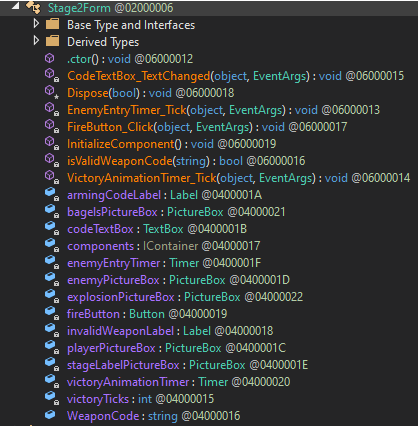 Stage2Form @02000006
Base Type and Interfaces
Derived Types
.ctor() : void @06000012
CodeTextBox_TextChanged(object, EventArgs) : void @06000015
Dispose(bool) : void @06000018
EnemyEntryTimer_Tick(object, EventArgs) : void @06000013
FireButton_Click(object, EventArgs) : void @06000017
InitializeComponent() : void @06000019
isValidWeaponCode(string) : bool @06000016
VictoryAnimationTimer_Tick(object, EventArgs) : void @06000014
armingCodeLabel : Label @0400001A
bagelsPictureBox : PictureBox @04000021
codeTextBox : TextBox @0400001B
components : IContainer @04000017
enemyEntryTimer : Timer @0400001F
enemyPictureBox : PictureBox @0400001D
explosionPictureBox : PictureBox @04000022
fireButton : Button @04000019
invalidWeaponLabel : Label @04000018
playerPictureBox : PictureBox @0400001C
stageLabelPictureBox : PictureBox @0400001E
victoryAnimationTimer : Timer @04000020
victoryTicks : int @04000015
WeaponCode : string @04000016